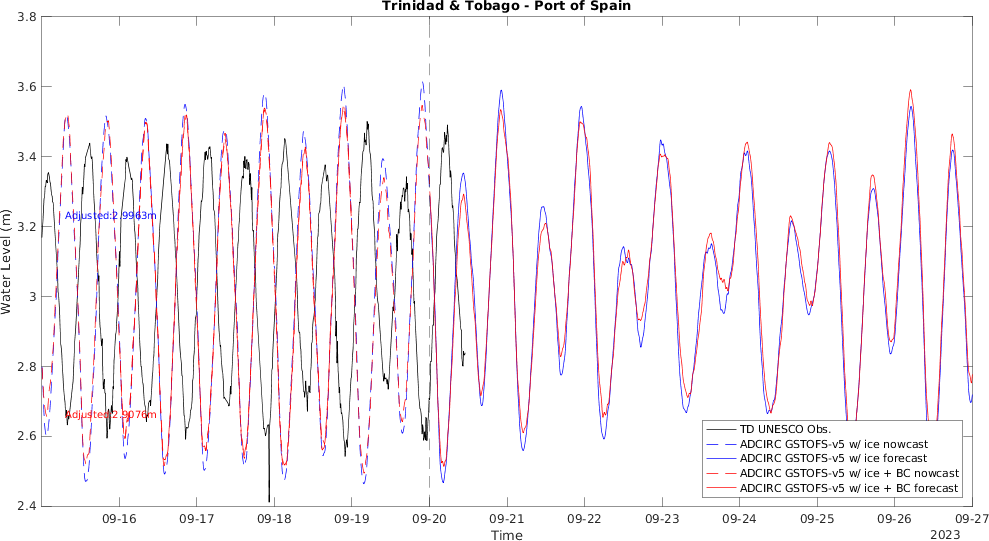 Trinidad & Tobago - Port of Spain
3.8
3.6
3.4
3.2
3
2.8
2.6
2.4
Water Level (m)
Adjusted:2.9963m
Adjusted:2.9076m
TD UNESCO Obs.
ADCIRC GSTOFS-v5 w/ ice nowcast
ADCIRC GSTOFS-v5 w/ ice forecast
ADCIRC GSTOFS-v5 w/ ice + BC nowcast
ADCIRC GSTOFS-v5 w/ ice + BC forecast
09-16 09-17 09-18 09-19 09-20 09-21 09-22 09-23 09-24 09-25 09-26 09-27
Time
2023